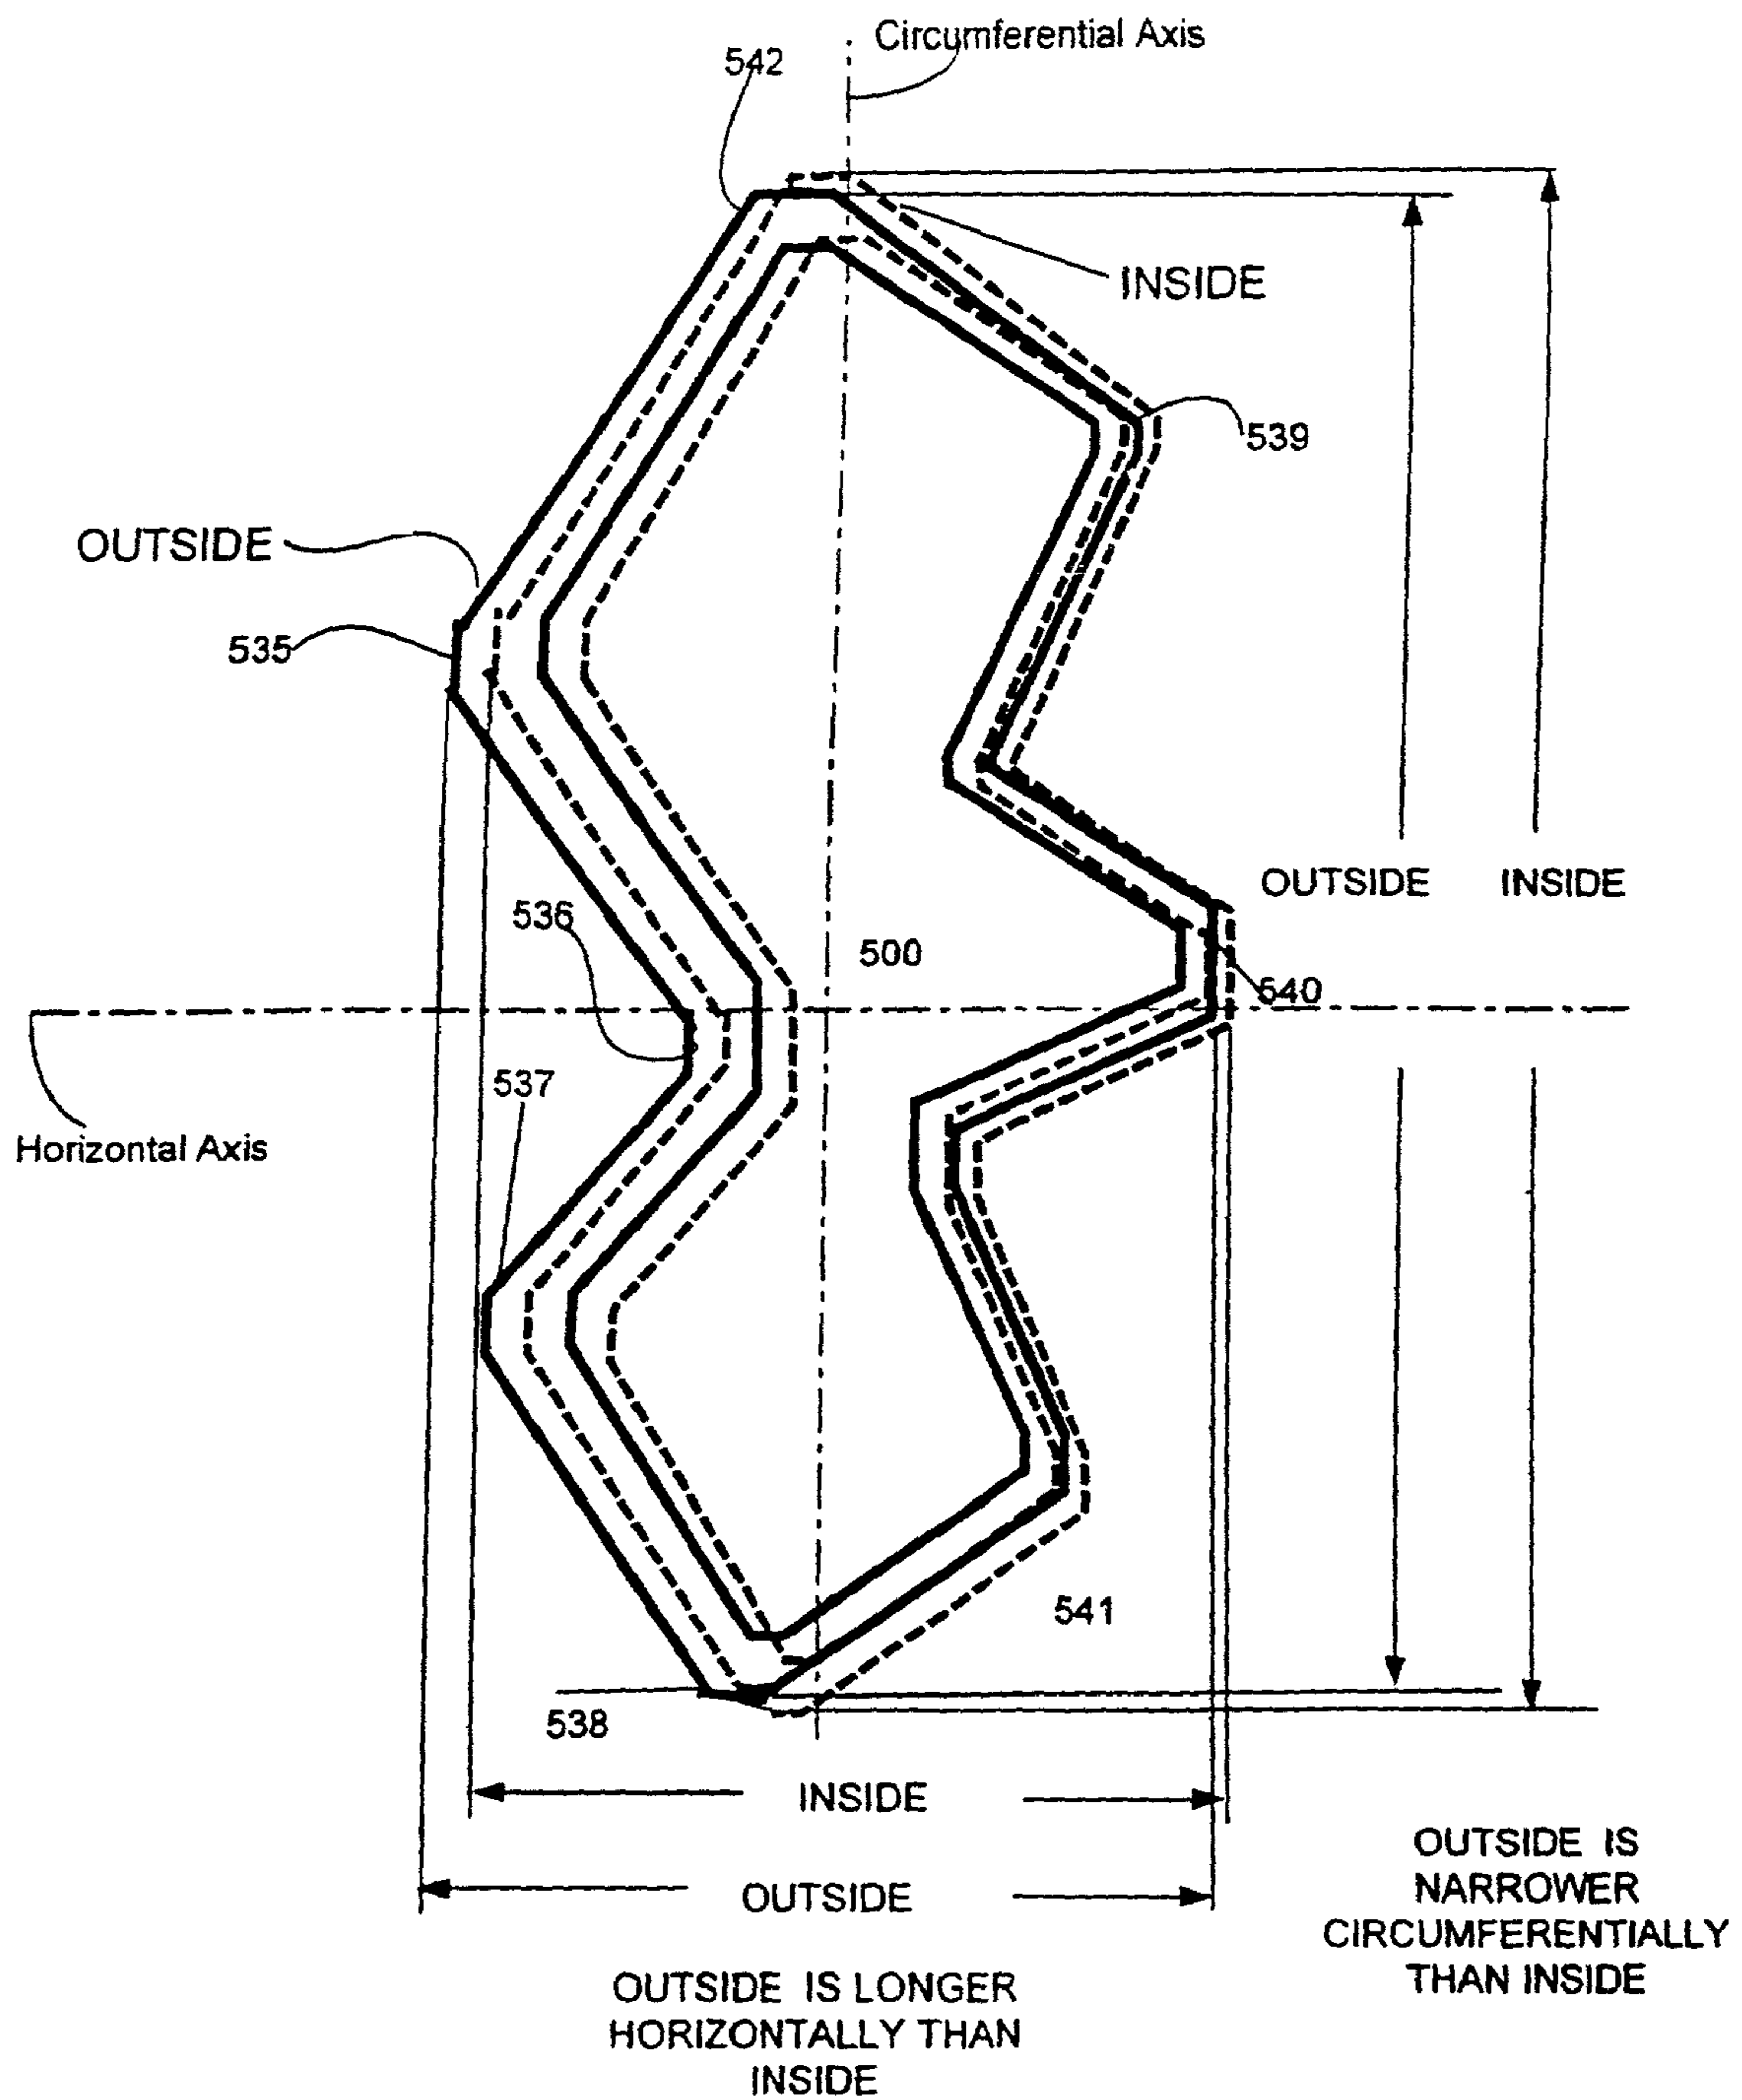 Circumferential Axis
542
INSIDE
539
OUTSIDE
535
OUTSIDE
INSIDE
536
500
540
537
Horizontal Axis
541
538
INSIDE
OUTSIDE
OUTSIDE IS
NARROWER
CIRCUMFERENTIALLY
THAN INSIDE
OUTSIDE IS LONGER
HORIZONTALLY THAN
INSIDE